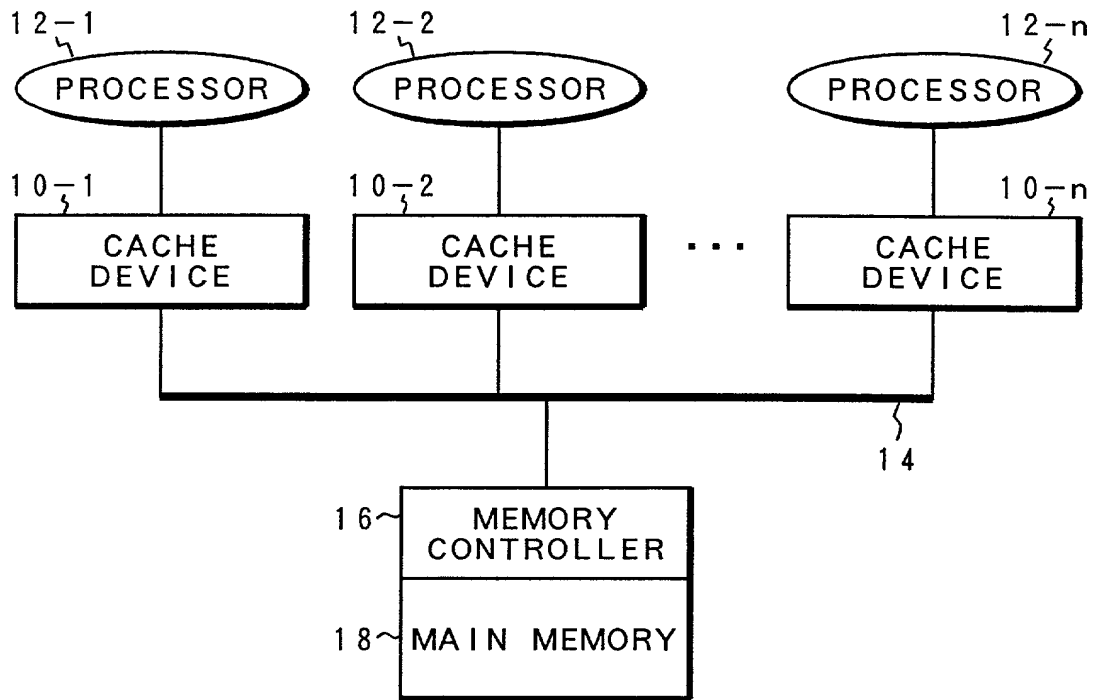 12-1
12-2
12-n
PROCESSOR
PROCESSOR
PROCESSOR
10-1
10-2
10-n
CACHE
DEVICE
CACHE
DEVICE
...
CACHE
DEVICE
14
16
MEMORY
CONTROLLER
18
MAIN MEMORY